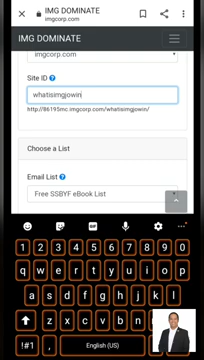 IMG DOMINATE
imgcorp.com
IMG DOMINATE
imgcorp.com
Site ID
whatisimgjowin
http://86195mc.imgcorp.com/whatisimgjowin/
Choose a List
Email List
Free SSBYF eBook List
GIF
1 2 3 4 5 6 7 8 9 0
q w e r t y u i o p
a s d f g h j k l
z x c v b n
!#1 , English (US)